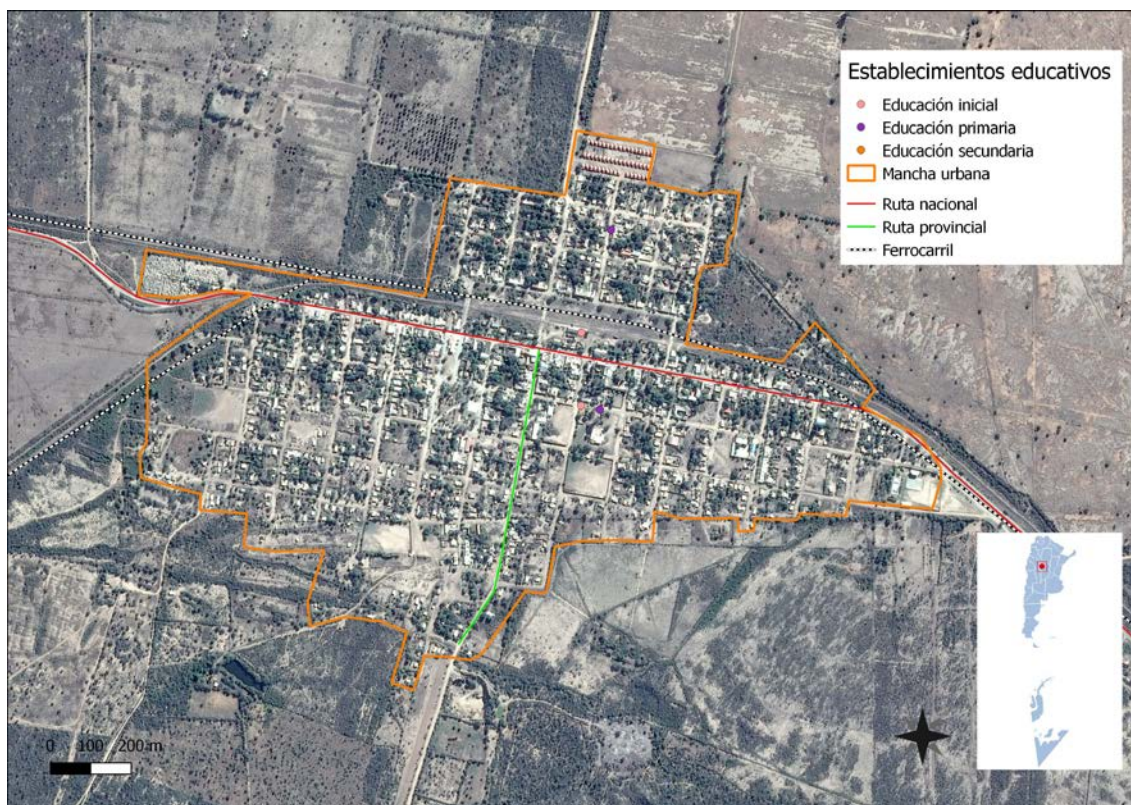 Establecimientos educativos
Educación inicial
Educación primaria
Educación secundaria
Mancha urbana
Ruta nacional
Ruta provincial
Ferrocarril
0 100 200 m